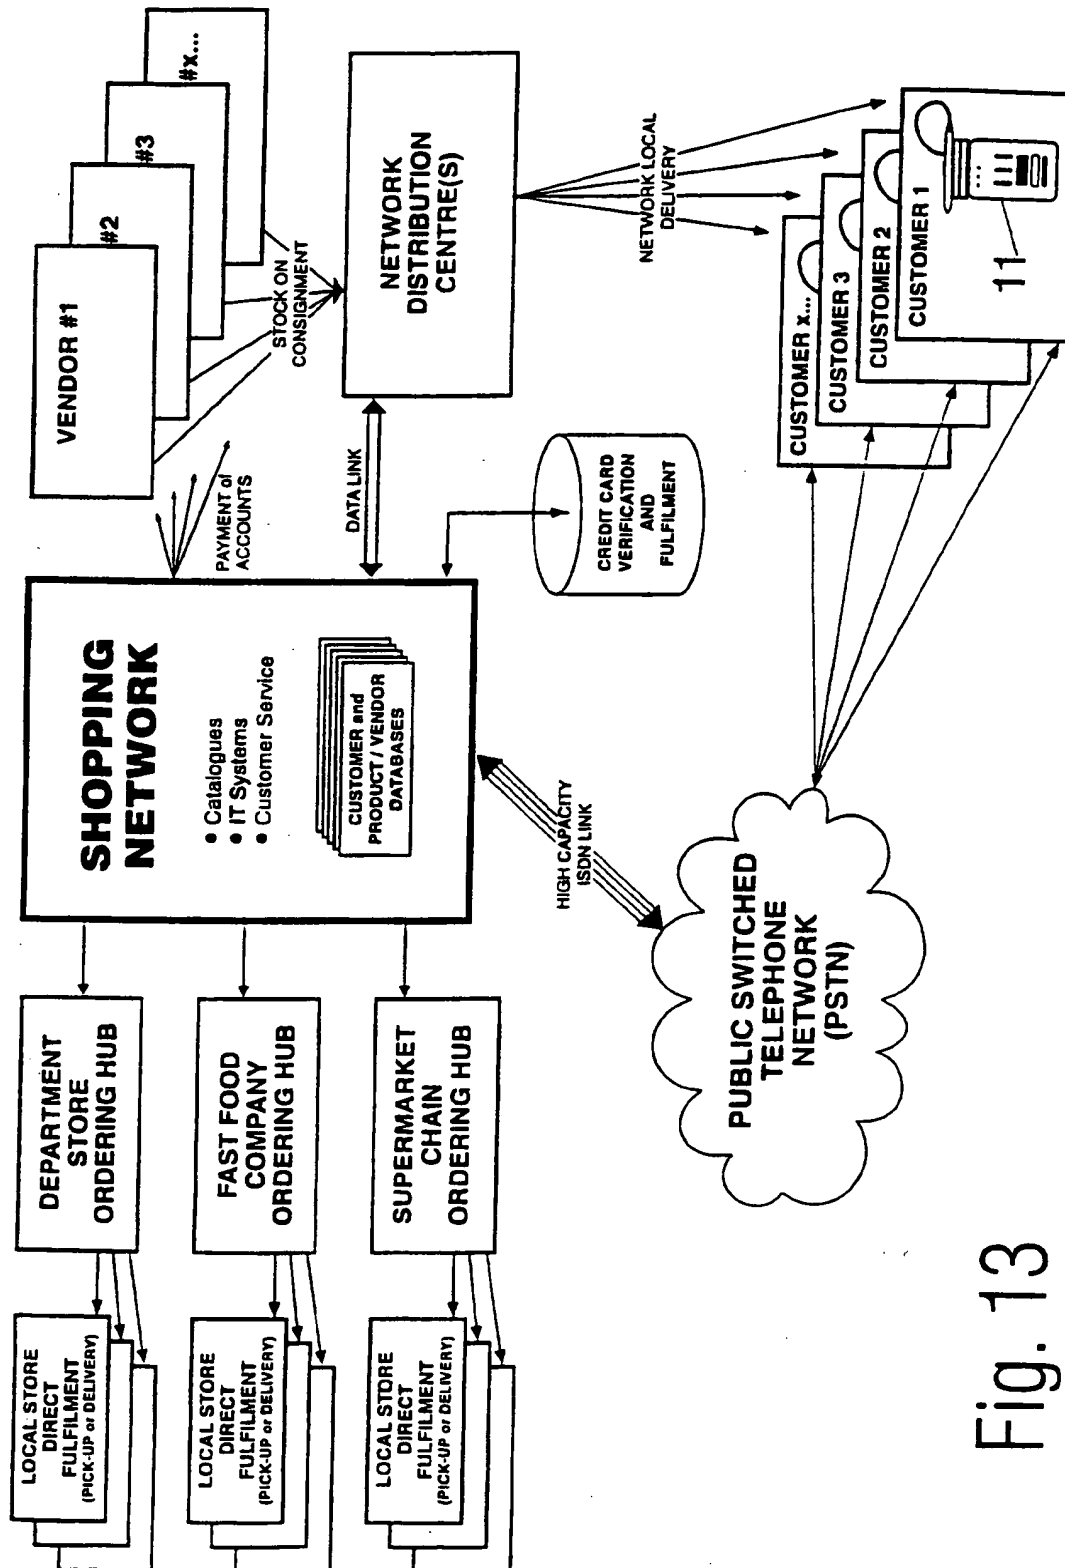 LOCAL STORE
DIRECT
FULFILMENT
(PICK-UP or DELIVERY)
DEPARTMENT
STORE
ORDERING HUB
LOCAL STORE
DIRECT
FULFILMENT
(PICK-UP or DELIVERY)
FAST FOOD
COMPANY
ORDERING HUB
LOCAL STORE
DIRECT
FULFILMENT
(PICK-UP or DELIVERY)
SUPERMARKET
CHAIN
ORDERING HUB
SHOPPING
NETWORK
• Catalogues
• IT Systems
• Customer Service
CUSTOMER and
PRODUCT / VENDOR
DATABASES
PAYMENT of
ACCOUNTS
VENDOR #1
#2
#3
#x...
STOCK ON
CONSIGNMENT
DATA LINK
NETWORK
DISTRIBUTION
CENTRE(S)
CREDIT CARD
VERIFICATION
AND
FULFILMENT
HIGH CAPACITY
ISDN LINK
NETWORK LOCAL
DELIVERY
PUBLIC SWITCHED
TELEPHONE
NETWORK
(PSTN)
CUSTOMER x...
CUSTOMER 3
CUSTOMER 2
CUSTOMER 1
11
Fig. 13